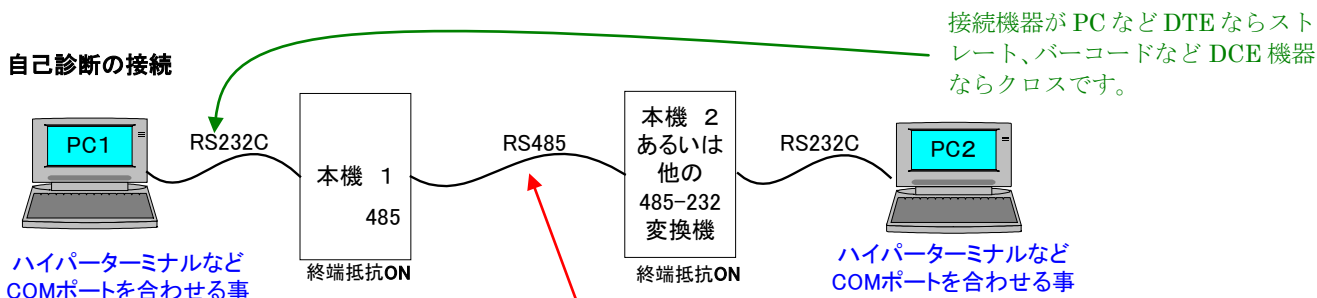 接続機器が PC など DTE ならスト
レート、バーコードなど DCE 機器
ならクロスです。
自己診断の接続
PC1
RS232C
本機 1
485
終端抵抗ON
RS485
本機 2
あるいは
他の
485-232
変換機
終端抵抗ON
RS232C
PC2
ハイパーターミナルなど
COMポートを合わせる事
ハイパーターミナルなど
COMポートを合わせる事